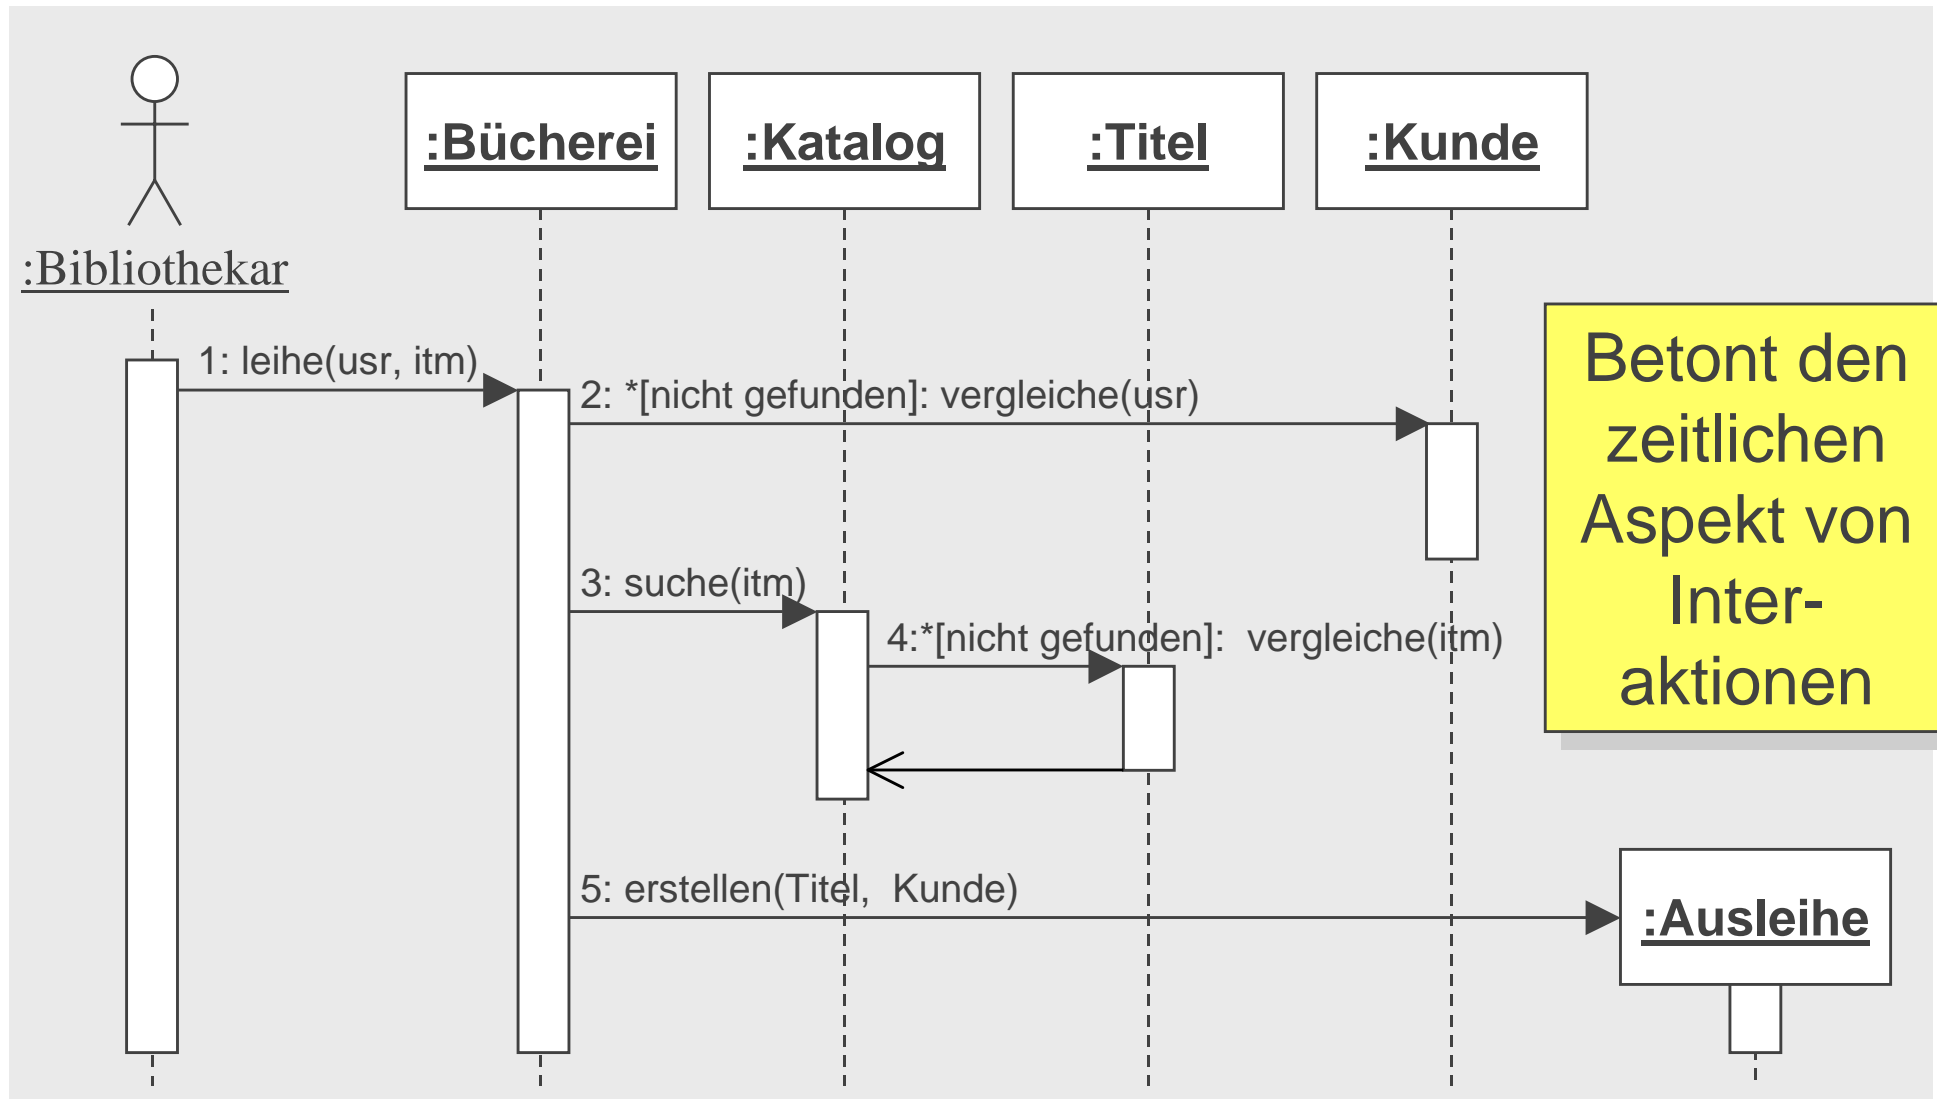 :Bücherei
:Katalog
:Titel
:Kunde
:Bibliothekar
1: leihe(usr, itm)
2: *[nicht gefunden]: vergleiche(usr)
3: suche(itm)
4:*[nicht gefunden]:  vergleiche(itm)
5: erstellen(Titel,  Kunde)
:Ausleihe
Betont den
zeitlichen
Aspekt von
Inter-
aktionen